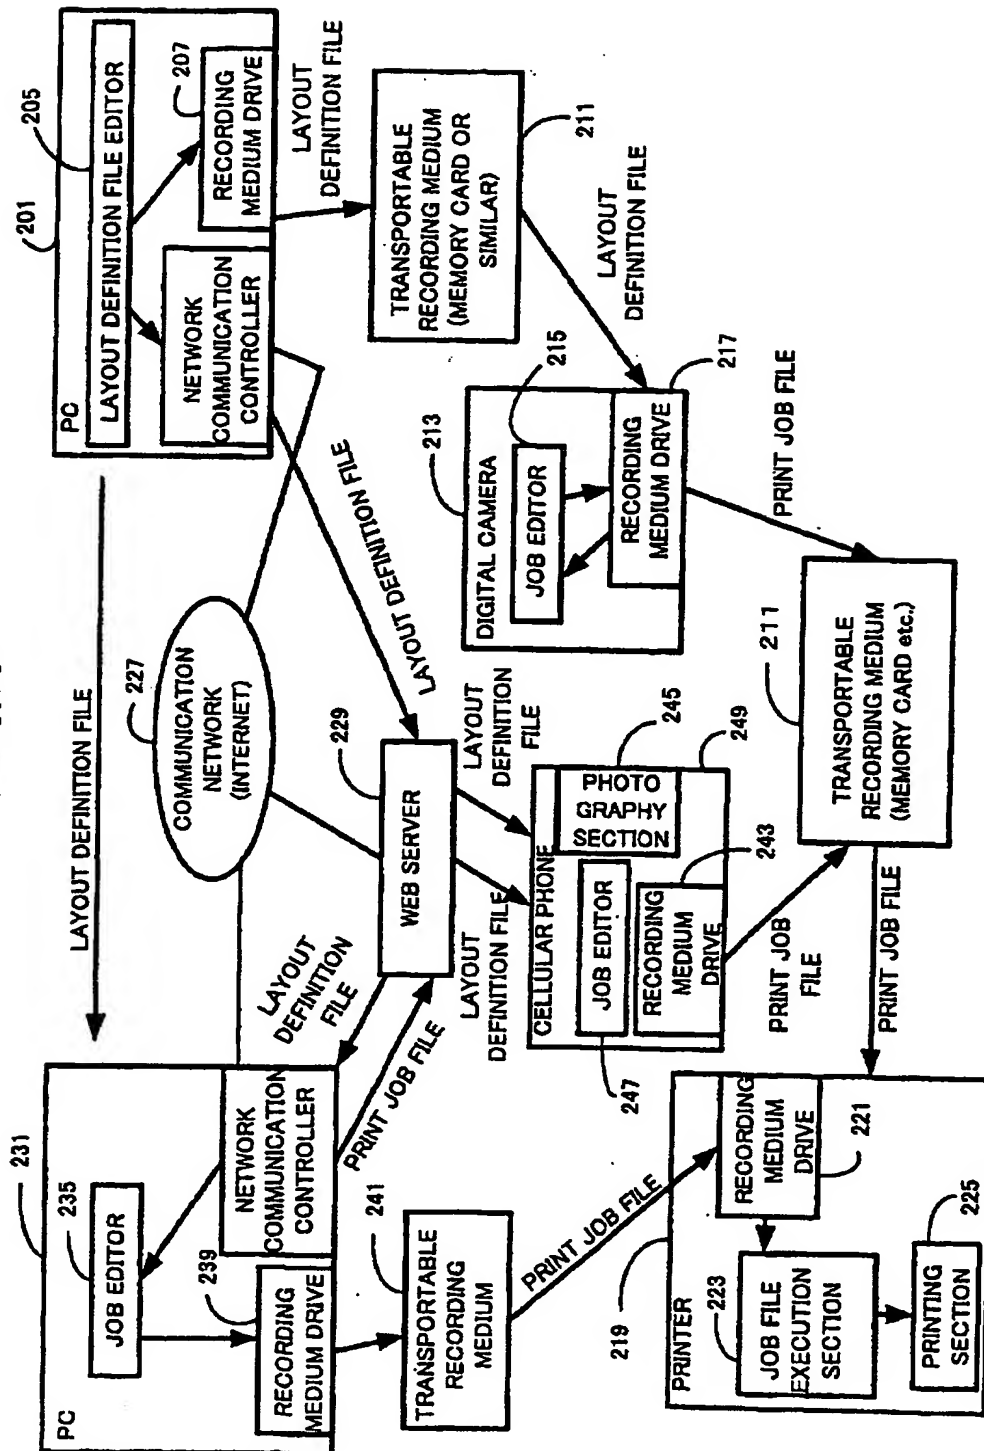 LAYOUT DEFINITION FILE
231
PC
235
JOB EDITOR
239
RECORDING
MEDIUM DRIVE
NETWORK
COMMUNICATION
CONTROLLER
241
TRANSPORTABLE
RECORDING
MEDIUM
PRINT JOB FILE
219
PRINTER
RECORDING
MEDIUM
DRIVE
221
223
JOB FILE
EXECUTION
SECTION
225
PRINTING
SECTION
227
COMMUNICATION
NETWORK
(INTERNET)
LAYOUT
DEFINITION
FILE
PRINT JOB FILE
229
WEB SERVER
LAYOUT
DEFINITION FILE
LAYOUT
DEFINITION
FILE
CELLULAR PHONE
PHOTO
GRAPHY
SECTION
245
249
JOB EDITOR
247
RECORDING
MEDIUM
DRIVE
243
PRINT JOB
FILE
PRINT JOB FILE
201
PC
205
LAYOUT DEFINITION FILE EDITOR
207
NETWORK
COMMUNICATION
CONTROLLER
RECORDING
MEDIUM DRIVE
LAYOUT DEFINITION FILE
LAYOUT
DEFINITION FILE
TRANSPORTABLE
RECORDING MEDIUM
(MEMORY CARD OR
SIMILAR)
211
LAYOUT
DEFINITION FILE
213
DIGITAL CAMERA
215
JOB EDITOR
217
RECORDING
MEDIUM DRIVE
PRINT JOB FILE
211
TRANSPORTABLE
RECORDING MEDIUM
(MEMORY CARD etc.)